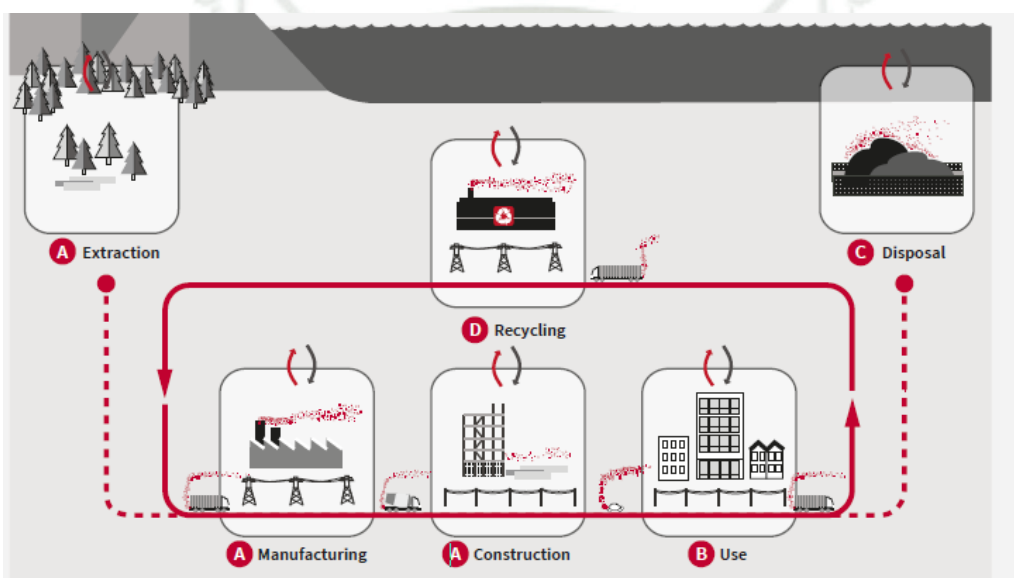 A Extraction
C Disposal
D Recycling
A Manufacturing
A Construction
B Use